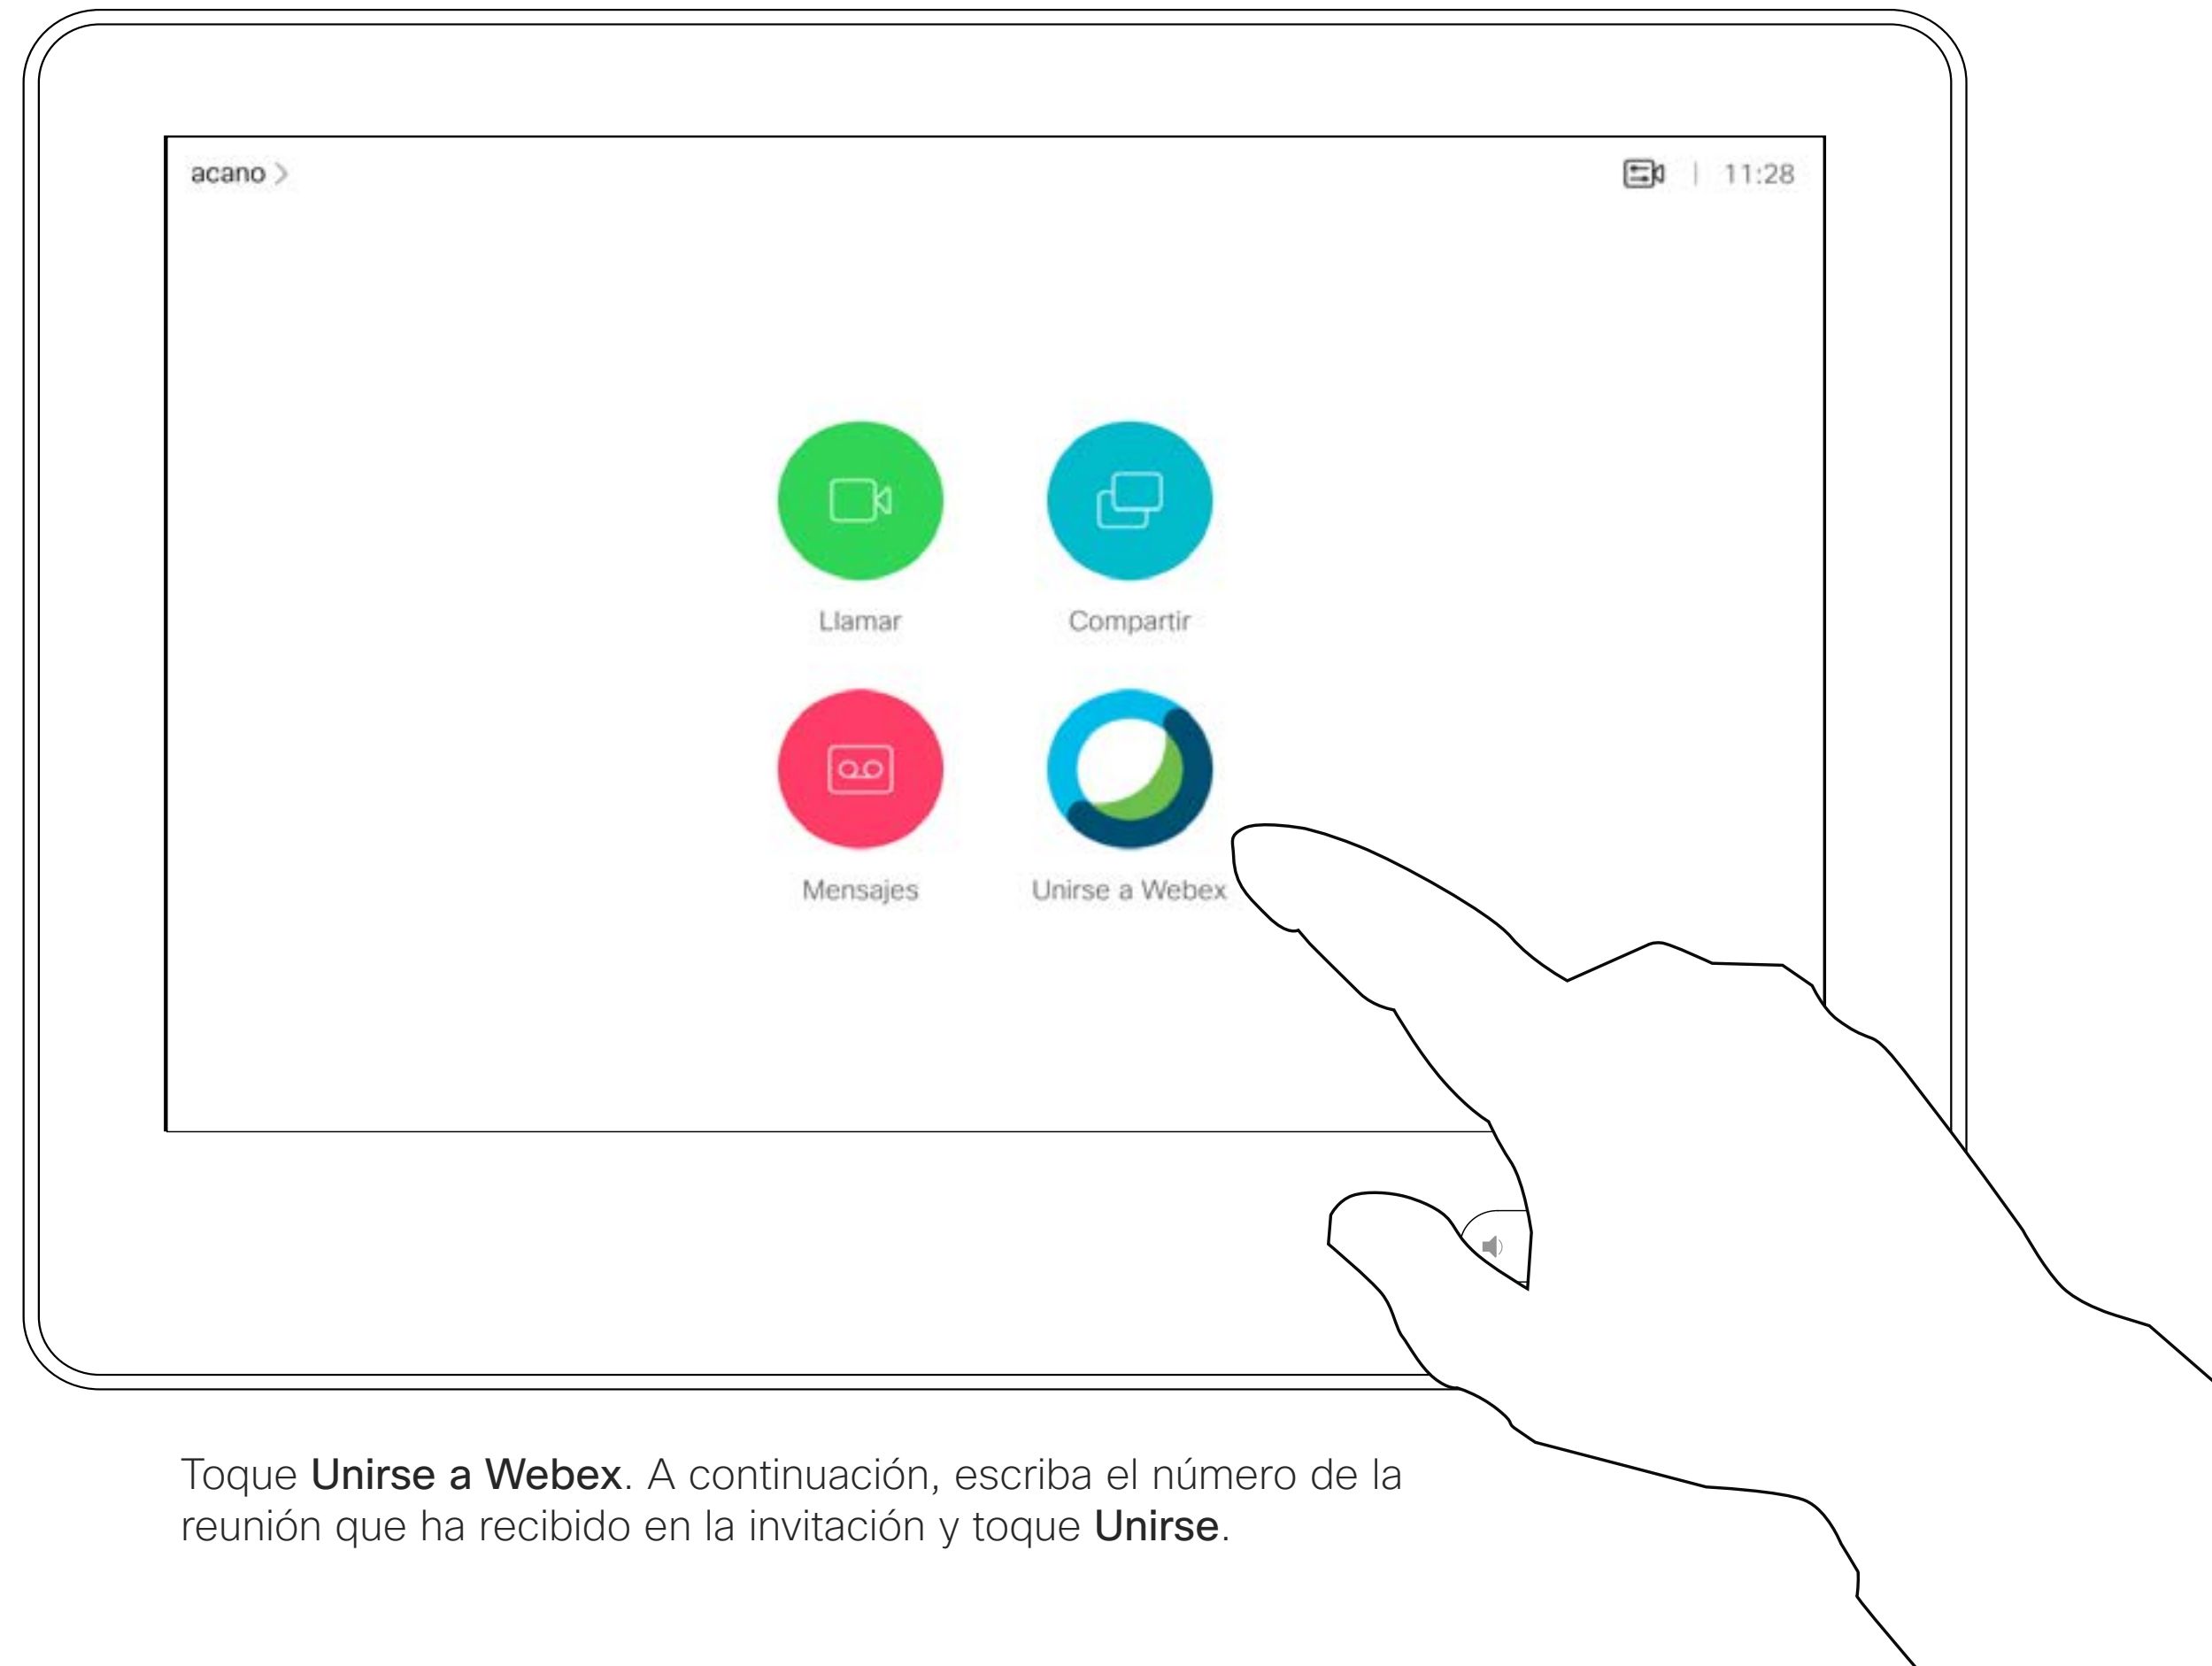 acano
11:28
Llamar
Compartir
Mensajes
Unirse a Webex
Toque Unirse a Webex. A continuación, escriba el número de la
reunión que ha recibido en la invitación y toque Unirse.